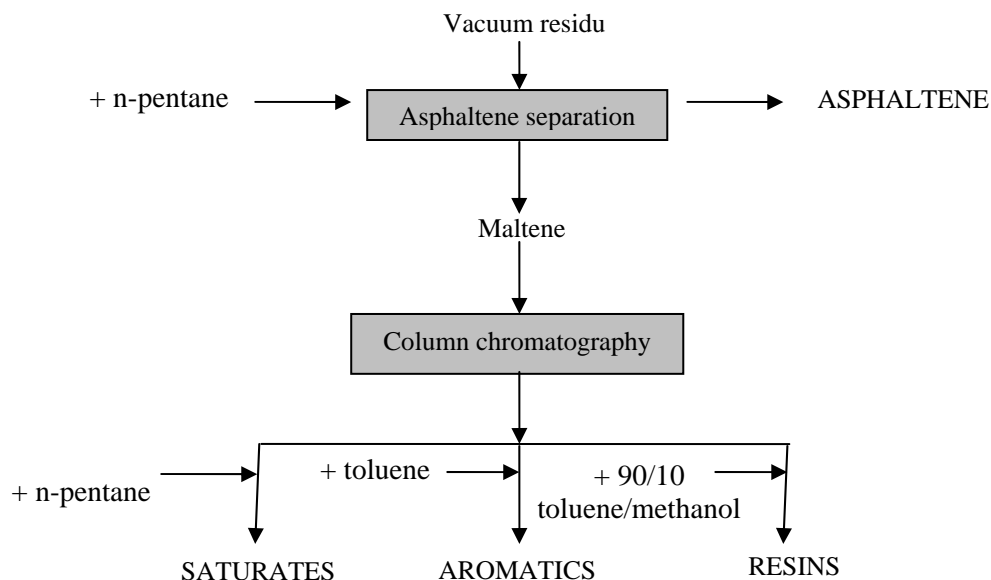 Vacuum residu
+ n-pentane
Asphaltene separation
ASPHALTENE
Maltene
Column chromatography
+ n-pentane
+ toluene
+ 90/10
toluene/methanol
SATURATES
AROMATICS
RESINS